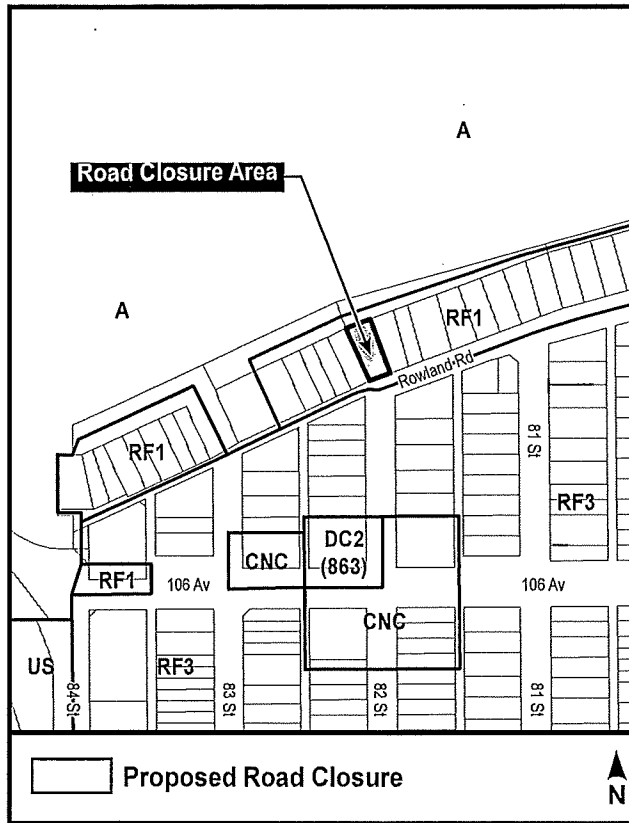 A
Road Closure Area
A
RF1
Rowland Rd
RF1
81 St
RF3
DC2
(863)
CNC
RF1
106 Av
106 Av
CNC
US
RF3
84 St
83 St
82 St
81 St
Proposed Road Closure
N